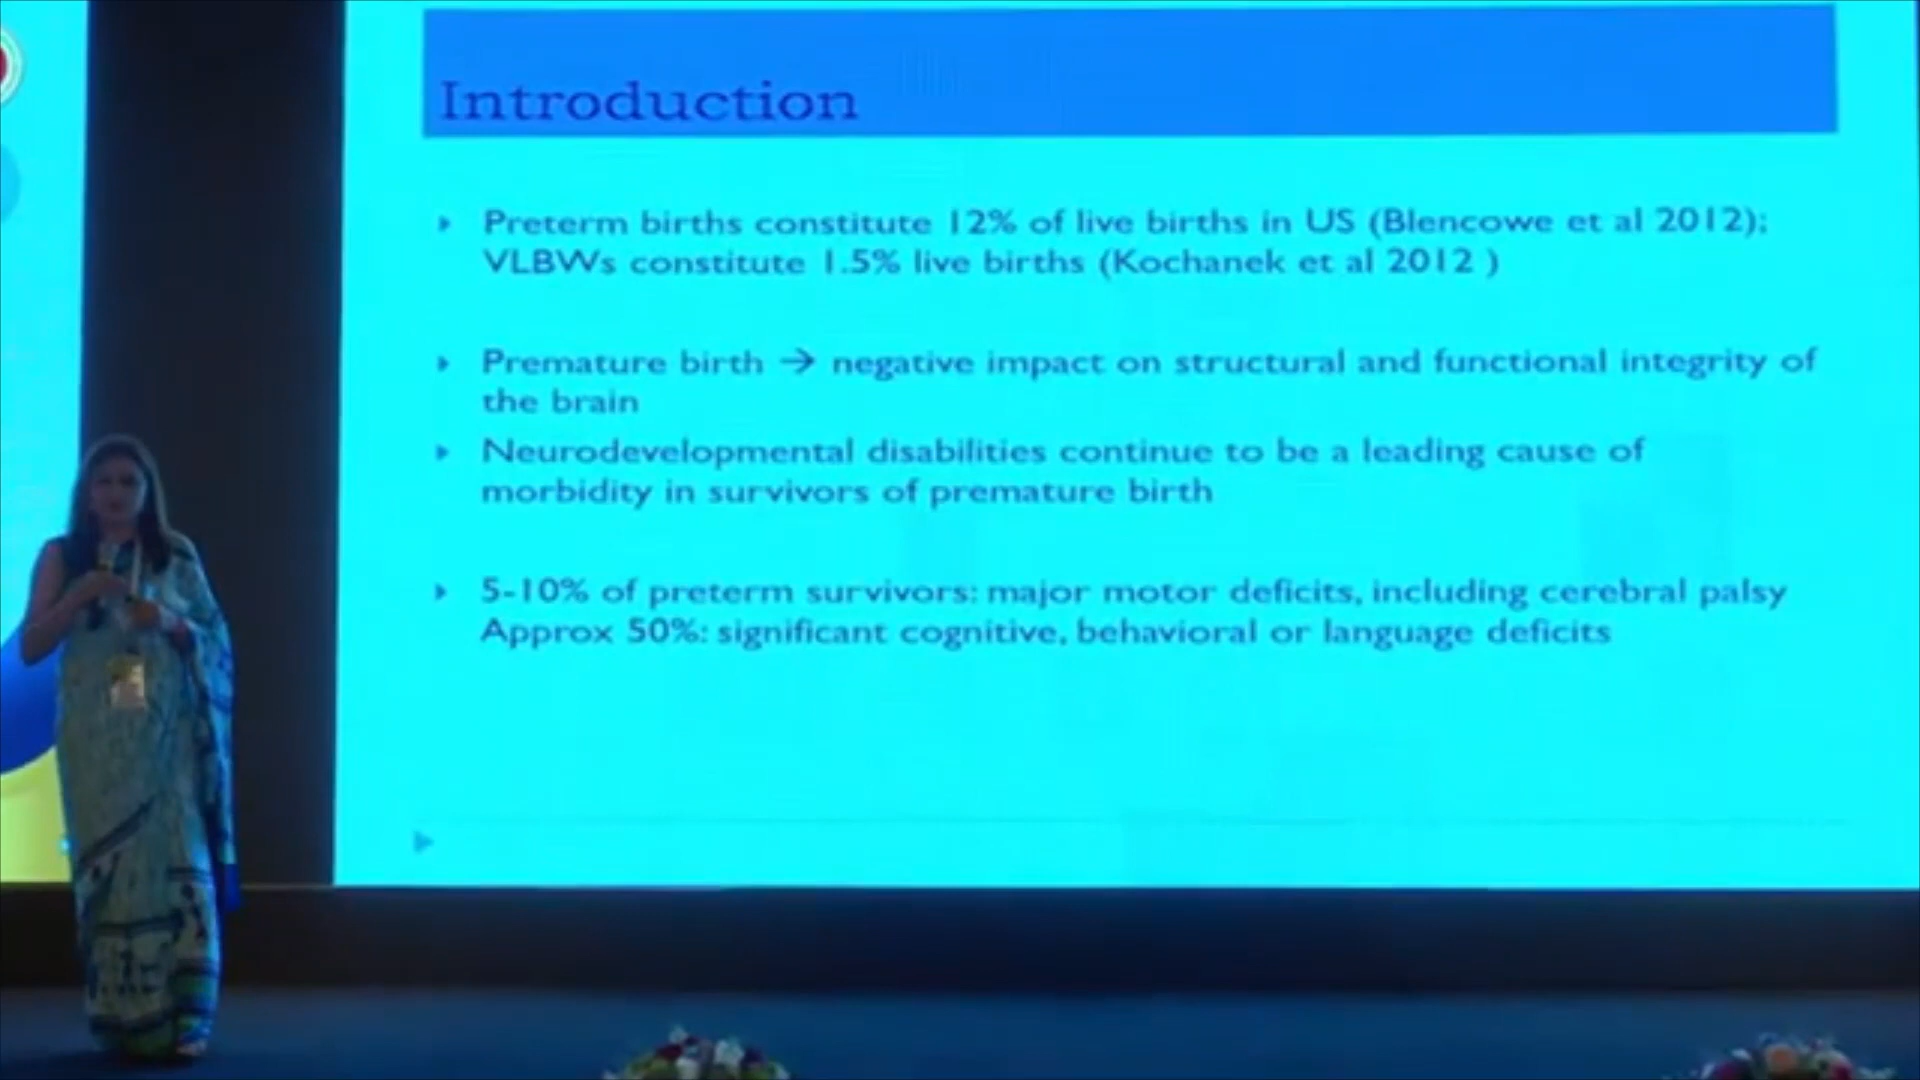 Introduction
Preterm births constitute 12% of live births in US (Blencowe et al 2012);
VLBWs constitute 1.5% live births (Kochanek et al 2012 )
Premature birth → negative impact on structural and functional integrity of
the brain
Neurodevelopmental disabilities continue to be a leading cause of
morbidity in survivors of premature birth
5-10% of preterm survivors: major motor deficits, including cerebral palsy
Approx 50%: significant cognitive, behavioral or language deficits